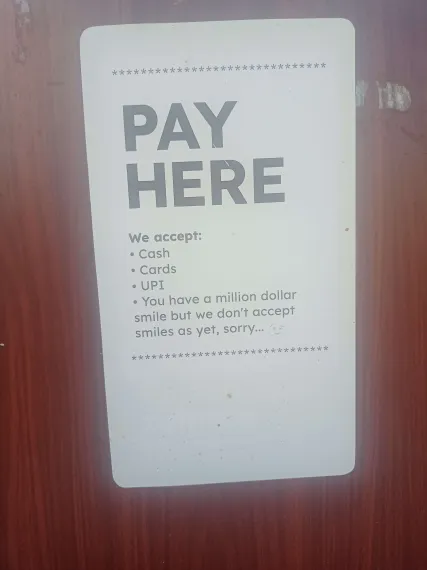 ******************************
PAY
HERE
We accept:
• Cash
• Cards
• UPI
• You have a million dollar
smile but we don't accept
smiles as yet, sorry...
******************************